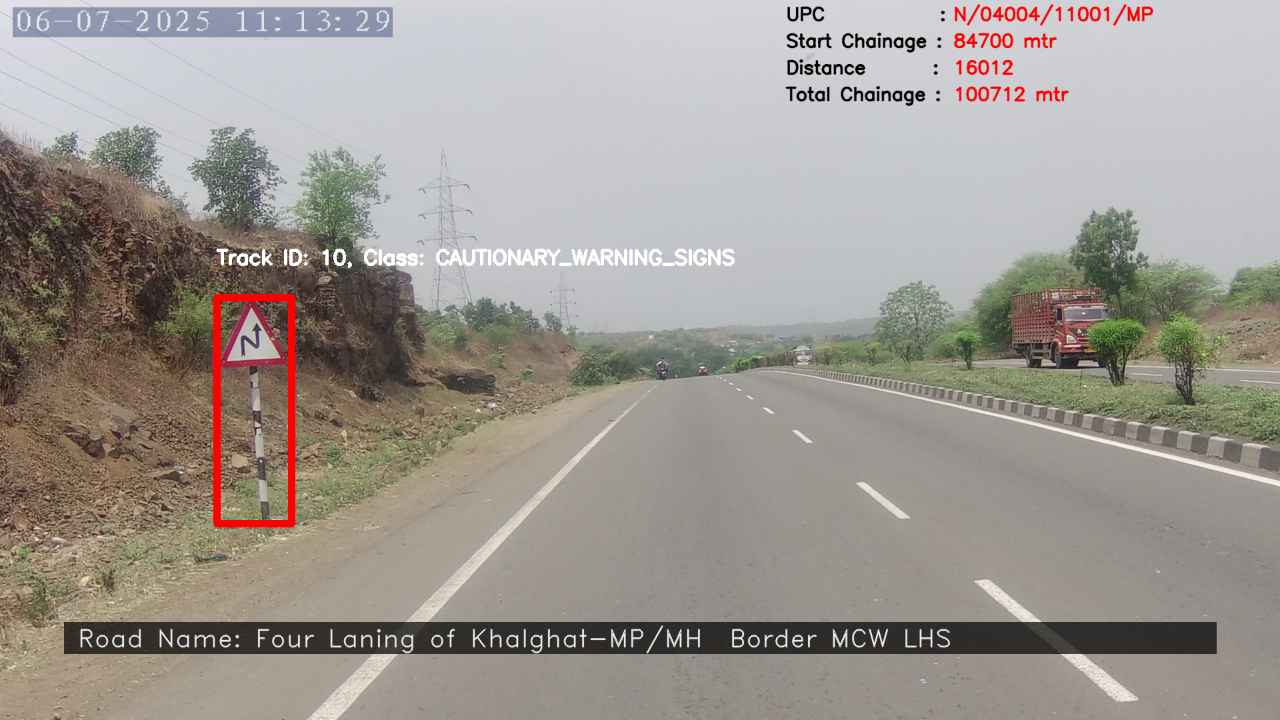 06-07-2025 11:13:29
UPC : N/04004/11001/MP
Start Chainage : 84700 mtr
Distance : 16012
Total Chainage : 100712 mtr
Track ID: 10, Class: CAUTIONARY_WARNING_SIGNS
Road Name: Four Laning of Khalghat-MP/MH Border MCW LHS